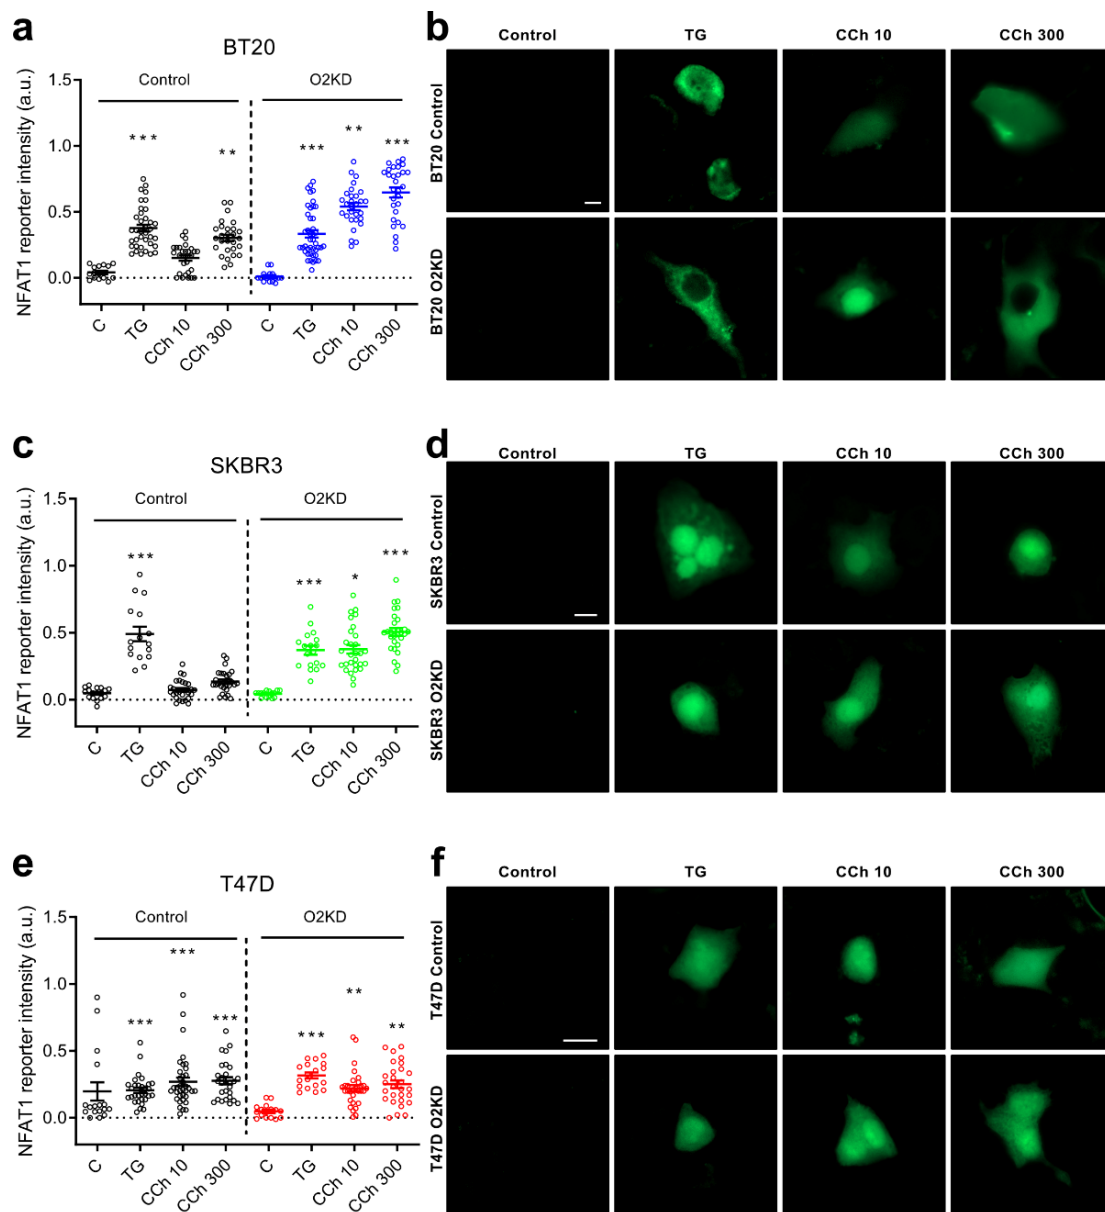 a
BT20
Control
O2KD
NFAT1 reporter intensity (a.u.)
1.5
1.0
0.5
0.0
***
**
***
**
***
C
TG
CCh 10
CCh 300
C
TG
CCh 10
CCh 300
b
Control
TG
CCh 10
CCh 300
BT20 Control
BT20 O2KD
c
SKBR3
Control
O2KD
NFAT1 reporter intensity (a.u.)
1.5
1.0
0.5
0.0
***
***
*
***
C
TG
CCh 10
CCh 300
C
TG
CCh 10
CCh 300
d
Control
TG
CCh 10
CCh 300
SKBR3 Control
SKBR3 O2KD
e
T47D
Control
O2KD
NFAT1 reporter intensity (a.u.)
1.5
1.0
0.5
0.0
***
***
***
***
**
**
C
TG
CCh 10
CCh 300
C
TG
CCh 10
CCh 300
f
Control
TG
CCh 10
CCh 300
T47D Control
T47D O2KD